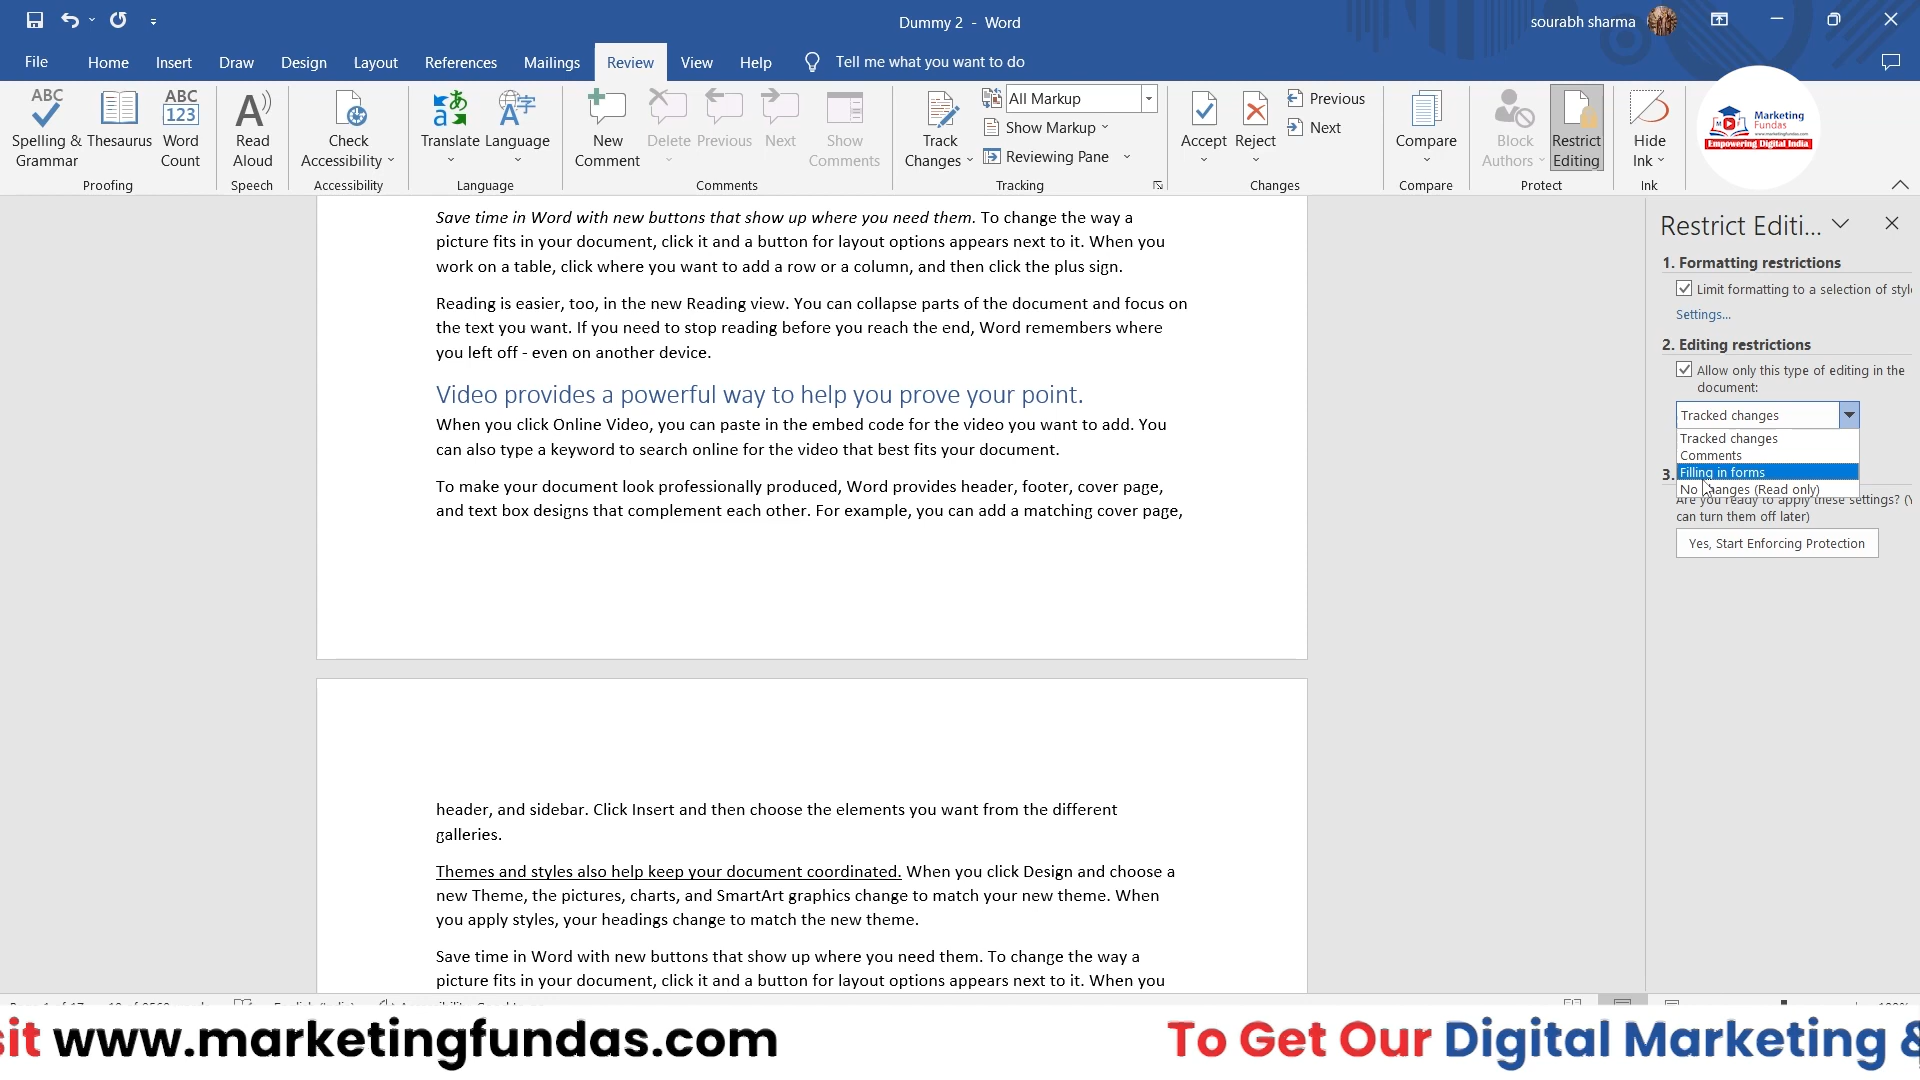 Dummy 2 - Word
sourabh sharma
File
Home
Insert
Draw
Design
Layout
References
Mailings
Review
View
Help
Tell me what you want to do
ABC
Spelling &
Grammar
Thesaurus
ABC
123
Word
Count
Proofing
A
Read
Aloud
Speech
Check
Accessibility
Accessibility
Translate
Language
Language
New
Comment
Delete
Previous
Next
Show
Comments
Comments
Track
Changes
All Markup
Show Markup
Reviewing Pane
Tracking
Accept
Reject
Previous
Next
Changes
Compare
Compare
Block
Authors
Restrict
Editing
Protect
Hide
Ink
Ink
Marketing
Fundas
www.marketingfundas.com
Empowering Digital India
Save time in Word with new buttons that show up where you need them. To change the way a
picture fits in your document, click it and a button for layout options appears next to it. When you
work on a table, click where you want to add a row or a column, and then click the plus sign.
Reading is easier, too, in the new Reading view. You can collapse parts of the document and focus on
the text you want. If you need to stop reading before you reach the end, Word remembers where
you left off - even on another device.
Video provides a powerful way to help you prove your point.
When you click Online Video, you can paste in the embed code for the video you want to add. You
can also type a keyword to search online for the video that best fits your document.
To make your document look professionally produced, Word provides header, footer, cover page,
and text box designs that complement each other. For example, you can add a matching cover page,
header, and sidebar. Click Insert and then choose the elements you want from the different
galleries.
Themes and styles also help keep your document coordinated. When you click Design and choose a
new Theme, the pictures, charts, and SmartArt graphics change to match your new theme. When
you apply styles, your headings change to match the new theme.
Save time in Word with new buttons that show up where you need them. To change the way a
picture fits in your document, click it and a button for layout options appears next to it. When you
Restrict Editi...
1. Formatting restrictions
Limit formatting to a selection of styl
Settings...
2. Editing restrictions
Allow only this type of editing in the
document:
Tracked changes
Tracked changes
Comments
Filling in forms
No changes (Read only)
3.
Are you ready to apply these settings? (Y
can turn them off later)
Yes, Start Enforcing Protection
sit www.marketingfundas.com
To Get Our Digital Marketing &